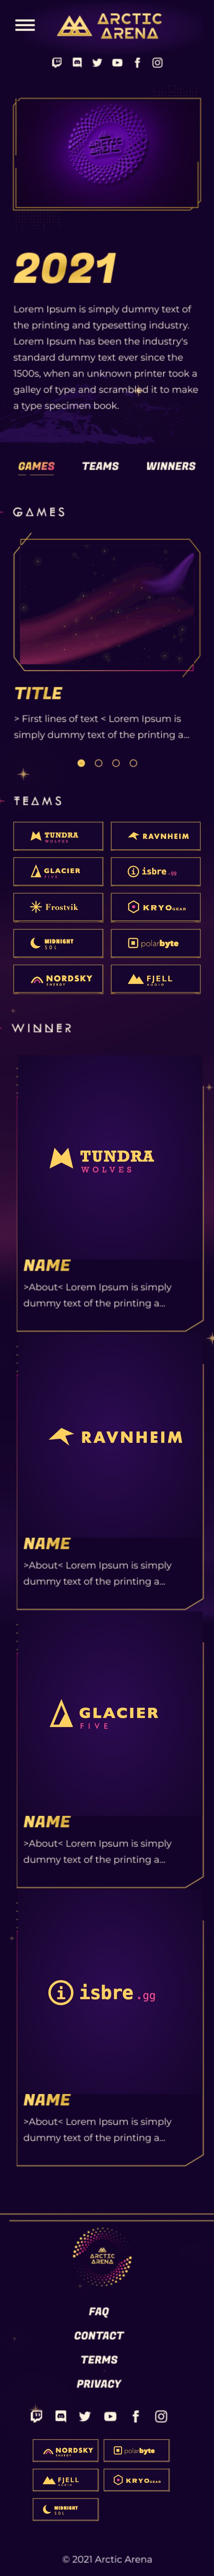 ARCTIC
ARENA
2021
Lorem Ipsum is simply dummy text of
the printing and typesetting industry.
Lorem Ipsum has been the industry's
standard dummy text ever since the
1500s, when an unknown printer took a
galley of type and scrambled it to make
a type specimen book.
GAMES TEAMS WINNERS
GAMES
TITLE
> First lines of text < Lorem Ipsum is
simply dummy text of the printing a...
TEAMS
TUNDRA
WOLVES
RAVNHEIM
GLACIER
FIVE
isbre.gg
Frostvik
KRYOGEAR
MIDNIGHT
SOL
polarbyte
NORDSKY
ENERGY
FJELL
AUDIO
WINNER
TUNDRA
WOLVES
NAME
>About< Lorem Ipsum is simply
dummy text of the printing a...
RAVNHEIM
NAME
>About< Lorem Ipsum is simply
dummy text of the printing a...
GLACIER
FIVE
NAME
>About< Lorem Ipsum is simply
dummy text of the printing a...
isbre.gg
NAME
>About< Lorem Ipsum is simply
dummy text of the printing a...
ARCTIC
ARENA
FAQ
CONTACT
TERMS
PRIVACY
NORDSKY
ENERGY
polarbyte
FJELL
AUDIO
KRYOGEAR
MIDNIGHT
SOL
© 2021 Arctic Arena